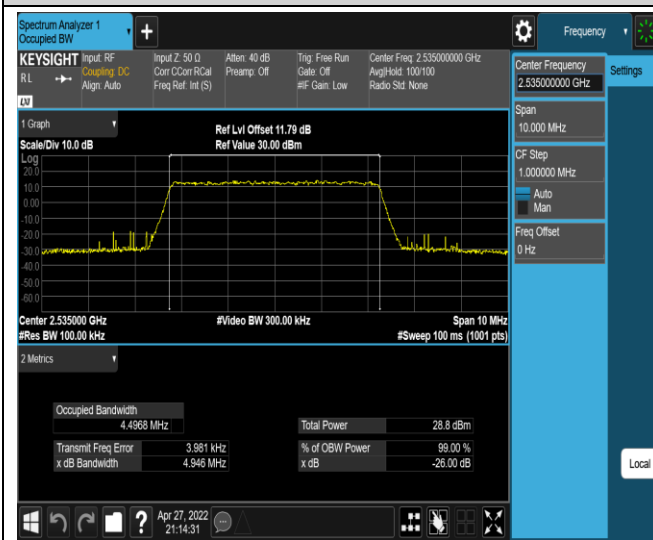 Spectrum Analyzer 1
Occupied BW
+
Frequency
KEYSIGHT
RL
LXI
Input: RF
Coupling: DC
Align: Auto
Input Z: 50 Ω
Corr CCorr RCal
Freq Ref: Int (S)
Atten: 40 dB
Preamp: Off
Trig: Free Run
Gate: Off
#IF Gain: Low
Center Freq: 2.535000000 GHz
Avg|Hold: 100/100
Radio Std: None
Center Frequency
2.535000000 GHz
Settings
Span
10.000 MHz
CF Step
1.000000 MHz
Auto
Man
Freq Offset
0 Hz
Local
1 Graph
Scale/Div 10.0 dB
Ref Lvl Offset 11.79 dB
Ref Value 30.00 dBm
Log
20.0
10.0
0.00
-10.0
-20.0
-30.0
-40.0
-50.0
-60.0
Center 2.535000 GHz
#Video BW 300.00 kHz
Span 10 MHz
#Res BW 100.00 kHz
#Sweep 100 ms (1001 pts)
2 Metrics
Occupied Bandwidth
4.4968 MHz
Total Power 28.8 dBm
Transmit Freq Error 3.981 kHz
% of OBW Power 99.00 %
x dB Bandwidth 4.946 MHz
x dB -26.00 dB
?
Apr 27, 2022
21:14:31